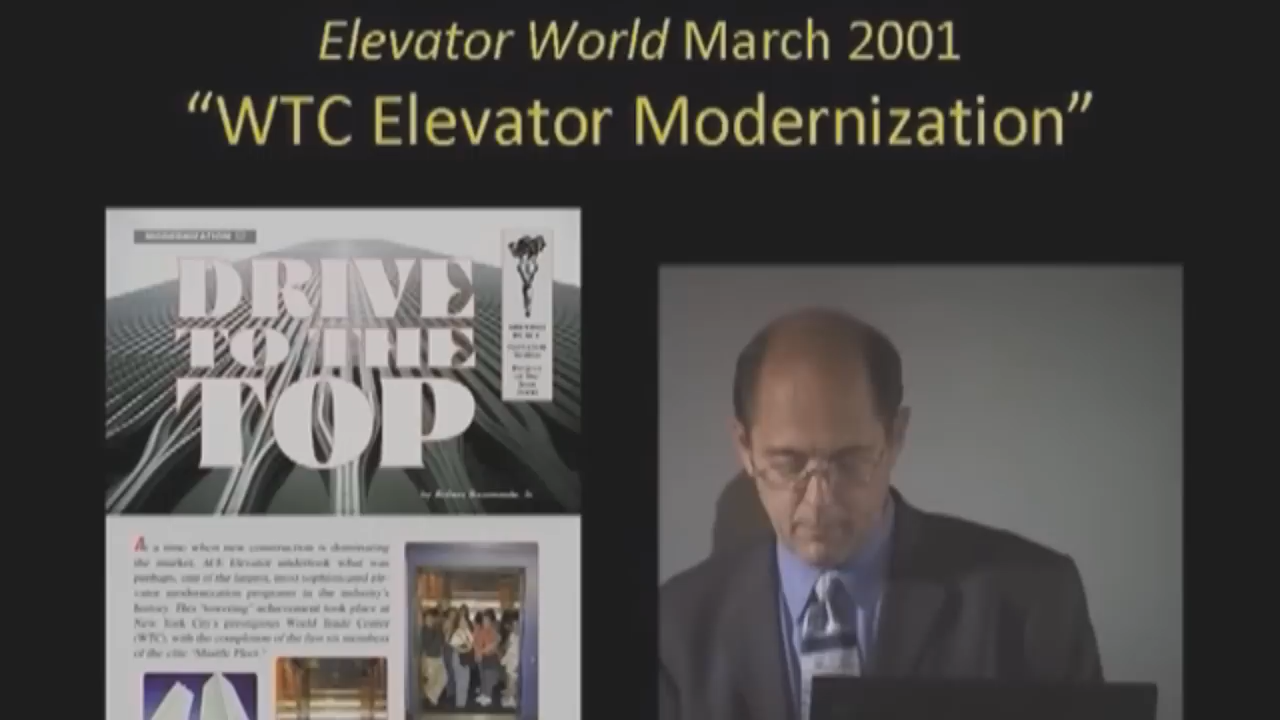 Elevator World March 2001
“WTC Elevator Modernization”
MODERNIZATION
DRIVE
TO THE
TOP
by
At a time when new construction is dominating
the market, ACE Elevator undertook what was
perhaps, one of the largest, most sophisticated ele-
vator modernization programs in the industry's
history. This "towering" achievement took place at
New York City's prestigious World Trade Center
(WTC), with the completion of the first six members
of the elite "Shuttle Fleet."